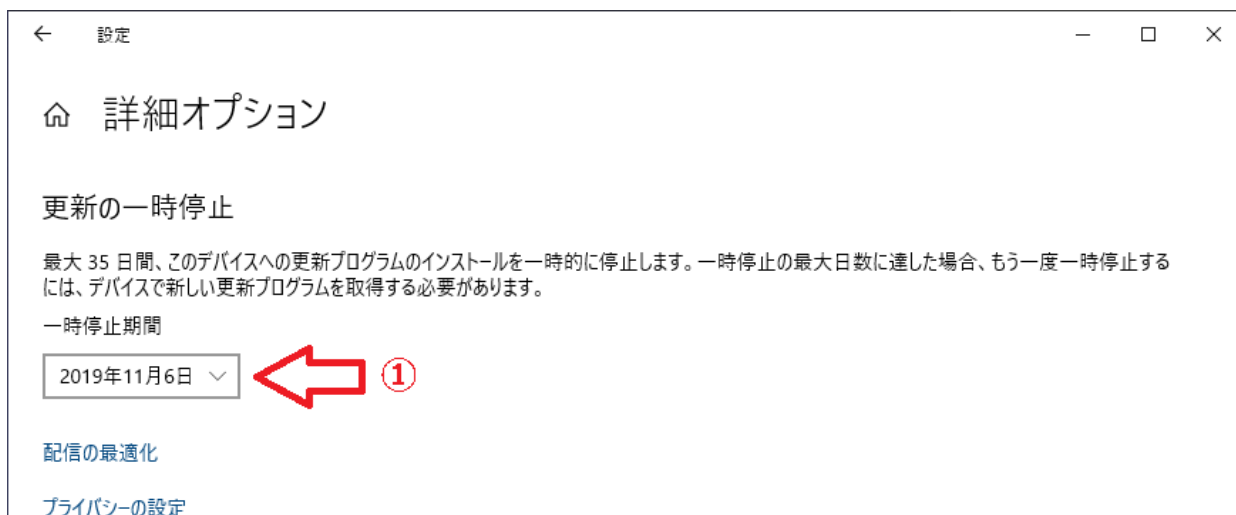 設定
詳細オプション
更新の一時停止
最大 35 日間、このデバイスへの更新プログラムのインストールを一時的に停止します。一時停止の最大日数に達した場合、もう一度一時停止する
には、デバイスで新しい更新プログラムを取得する必要があります。
一時停止期間
2019年11月6日
①
配信の最適化
プライバシーの設定